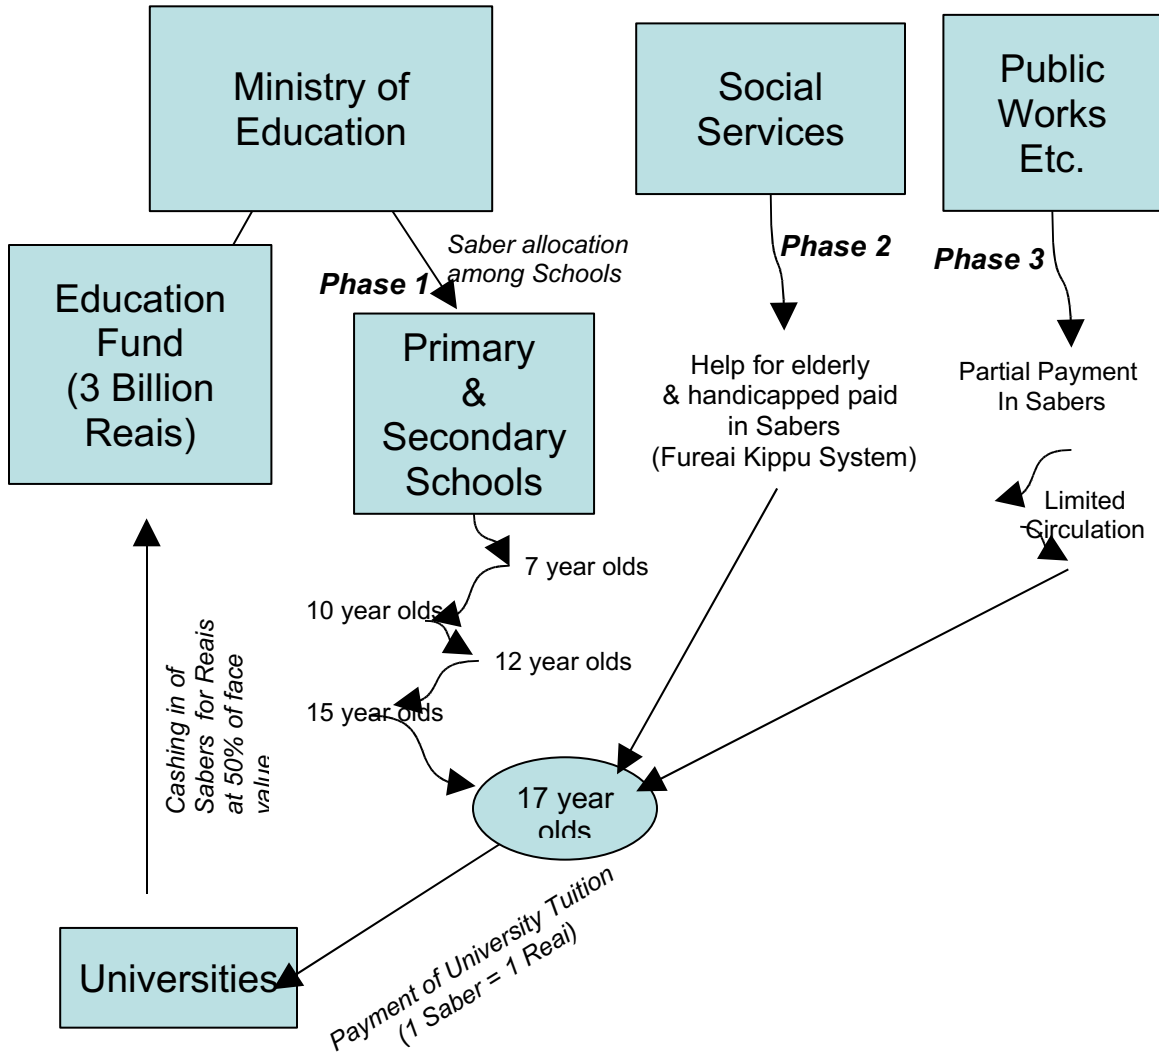 Ministry of
Education
Social
Services
Public
Works
Etc.
Education
Fund
(3 Billion
Reais)
Phase 1
Saber allocation
among Schools
Phase 2
Phase 3
Primary
&
Secondary
Schools
Help for elderly
& handicapped paid
in Sabers
(Fureai Kippu System)
Partial Payment
In Sabers
Limited
Circulation
7 year olds
10 year olds
12 year olds
15 year olds
17 year
olds
Cashing in of
Sabers for Reais
at 50% of face
value
Payment of University Tuition
(1 Saber = 1 Reai)
Universities